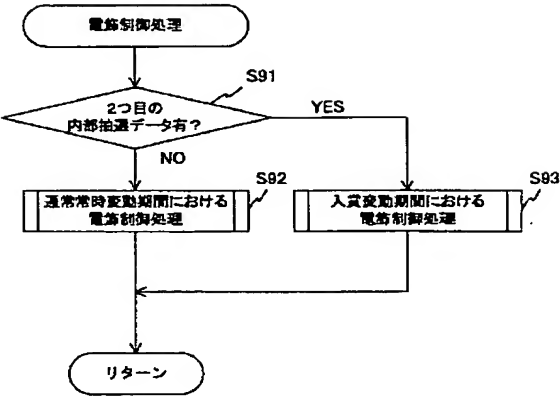 電飾制御処理
S91
2つ目の
内部抽選データ有？
YES
NO
S92
通常常時変動期間における
電飾制御処理
S93
入賞変動期間における
電飾制御処理
リターン